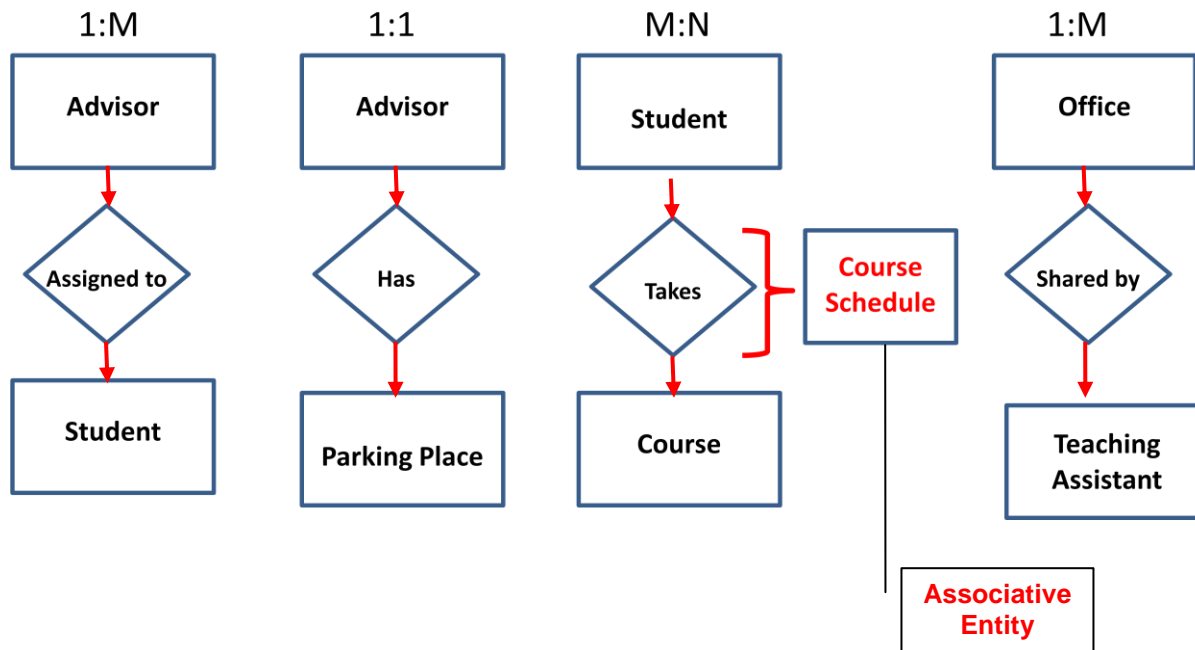 1:M
1:1
M:N
1:M
Advisor
Advisor
Student
Office
Assigned to
Has
Takes
Course
Schedule
Shared by
Student
Parking Place
Course
Teaching
Assistant
Associative
Entity